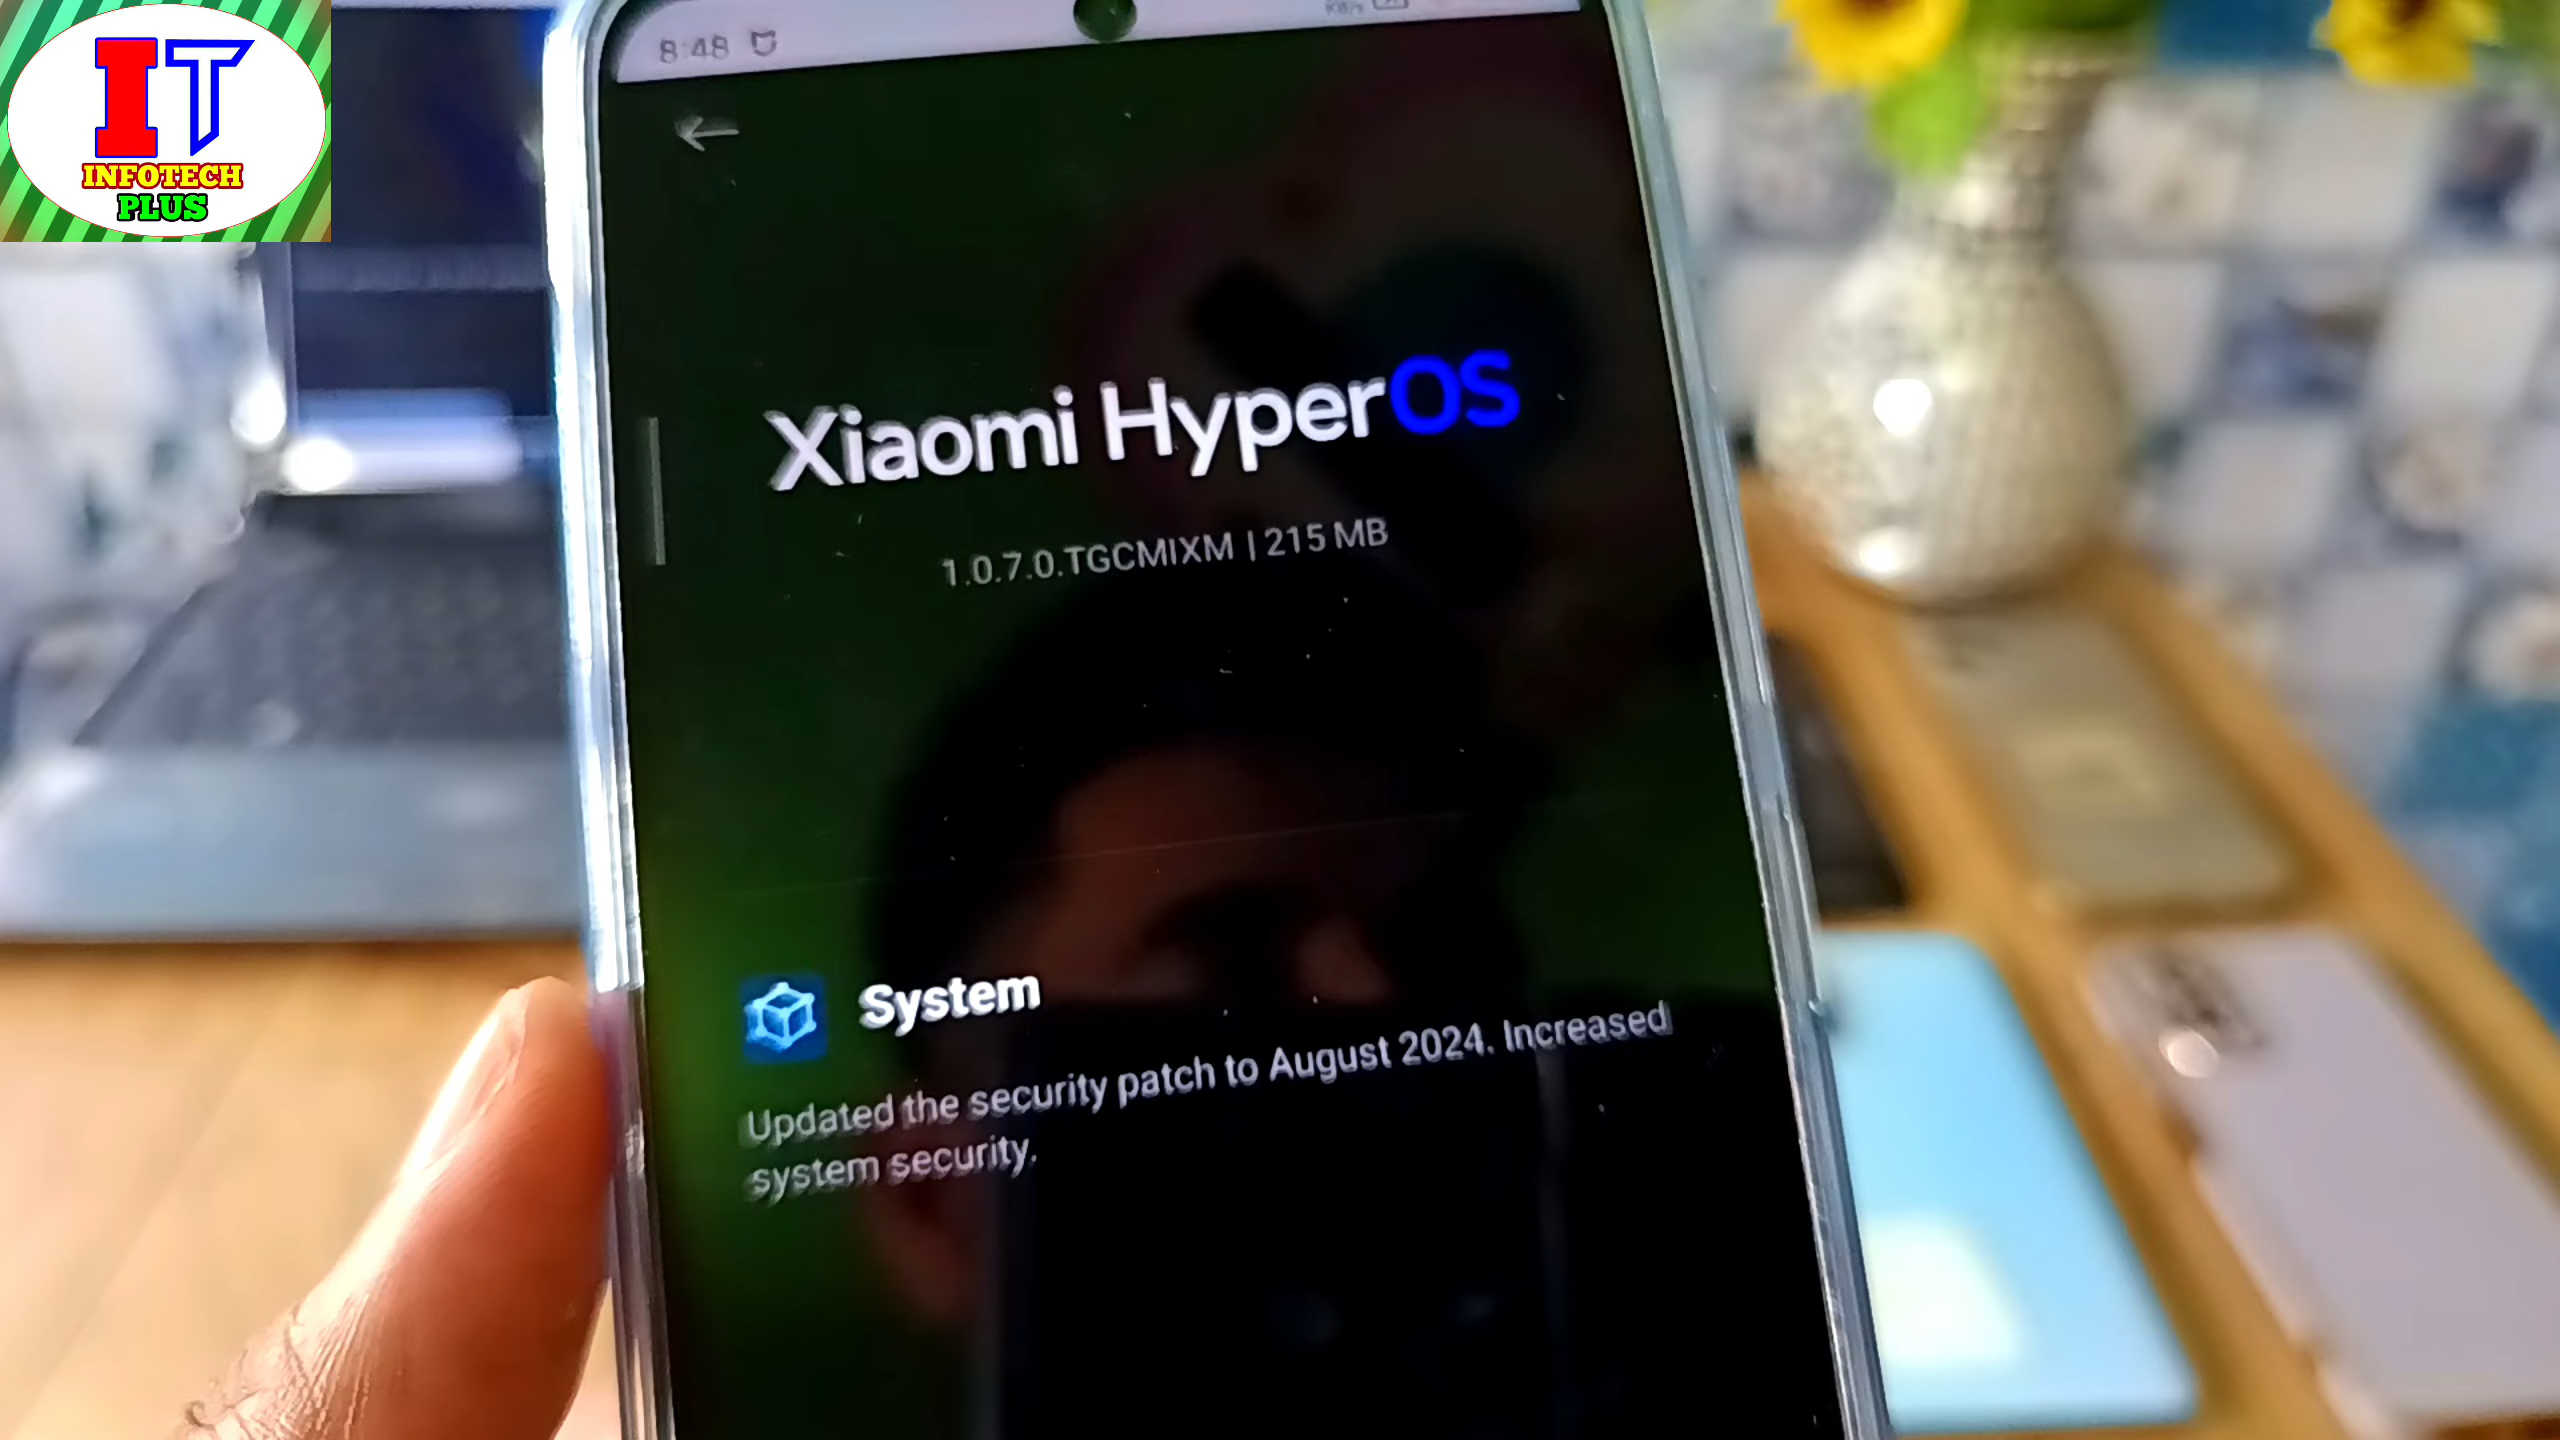 IT
INFOTECH
PLUS
8:48
KB/s
Xiaomi HyperOS
1.0.7.0.TGCMIXM | 215 MB
System
Updated the security patch to August 2024. Increased
system security.